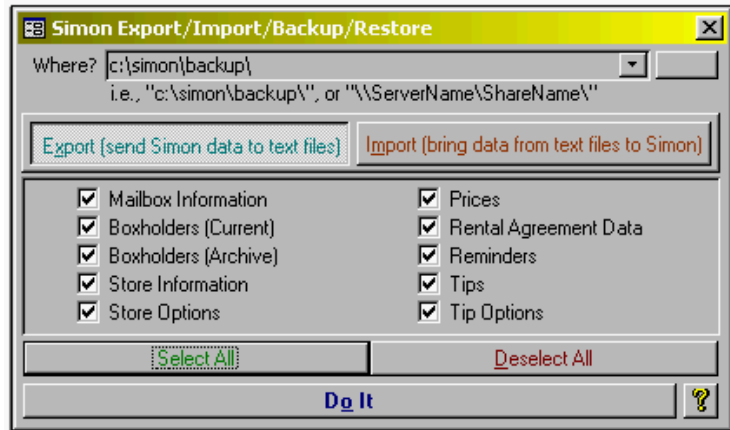 Simon Export/Import/Backup/Restore
Where? c:\simon\backup\
i.e., "c:\simon\backup\", or "\\ServerName\ShareName\"
Export (send Simon data to text files) Import (bring data from text files to Simon)
Mailbox Information Prices
Boxholders (Current) Rental Agreement Data
Boxholders (Archive) Reminders
Store Information Tips
Store Options Tip Options
Select All Deselect All
Do It ?